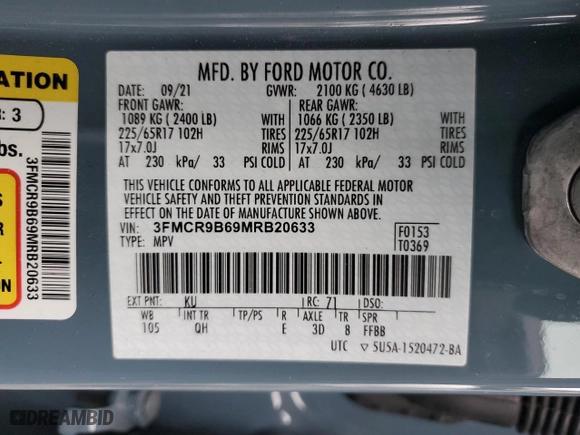 MFD. BY FORD MOTOR CO.
DATE: 09/21 GVWR: 2100 KG ( 4630 LB)
FRONT GAWR: REAR GAWR:
1089 KG ( 2400 LB) WITH 1066 KG ( 2350 LB) WITH
225/65R17 102H TIRES 225/65R17 102H TIRES
17x7.0J RIMS 17x7.0J RIMS
AT 230 kPa/ 33 PSI COLD AT 230 kPa/ 33 PSI COLD
THIS VEHICLE CONFORMS TO ALL APPLICABLE FEDERAL MOTOR
VEHICLE SAFETY AND THEFT PREVENTION STANDARDS IN
EFFECT ON THE DATE OF MANUFACTURE SHOWN ABOVE.
VIN: 3FMCR9B69MRB20633 F0153
TYPE: MPV T0369
EXT PNT: KU RC: 71 DSO:
WB INT TR TP/PS R AXLE TR SPR
105 QH E 3D 8 FFBB
UTC ▽ 5U5A-1520472-BA
ATION
R: 3
bs.
S
R
S
3FMCR9B69MRB20633
DREAMBID